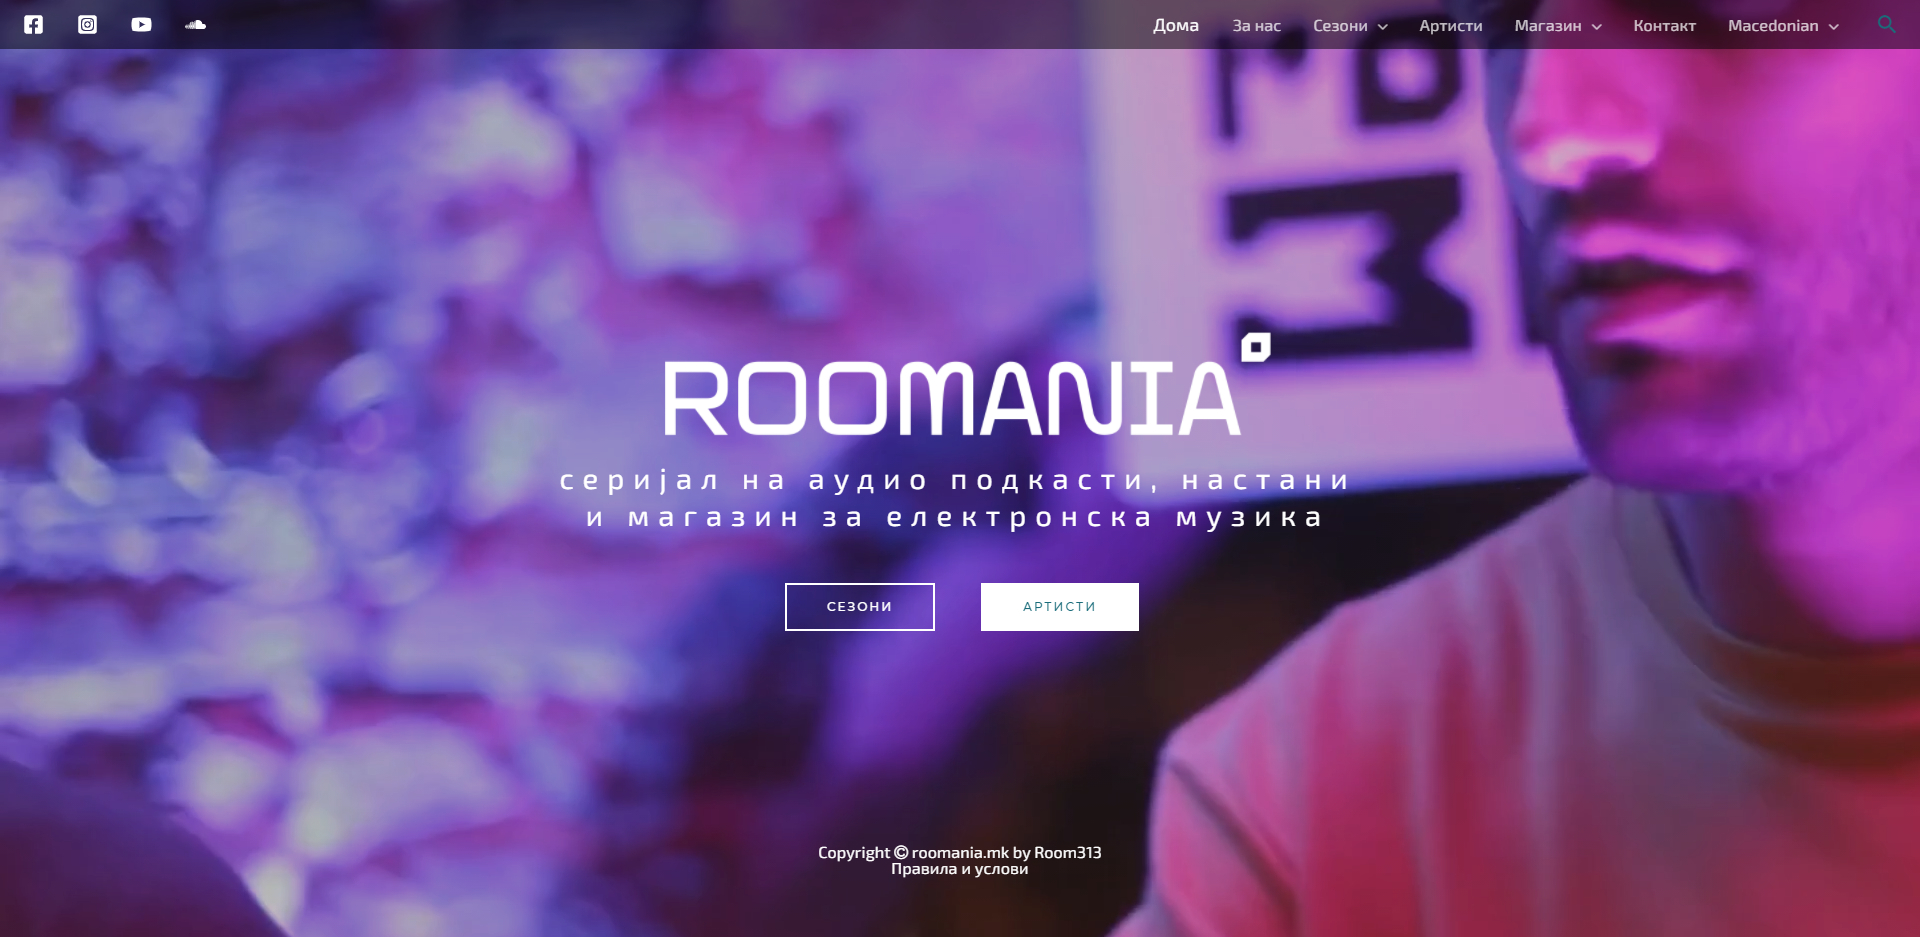 Дома
За нас
Сезони
Артисти
Магазин
Контакт
Macedonian
ROOMANIA
серијал на аудио подкасти, настани
и магазин за електронска музика
СЕЗОНИ
АРТИСТИ
Copyright © roomania.mk by Room313
Правила и услови